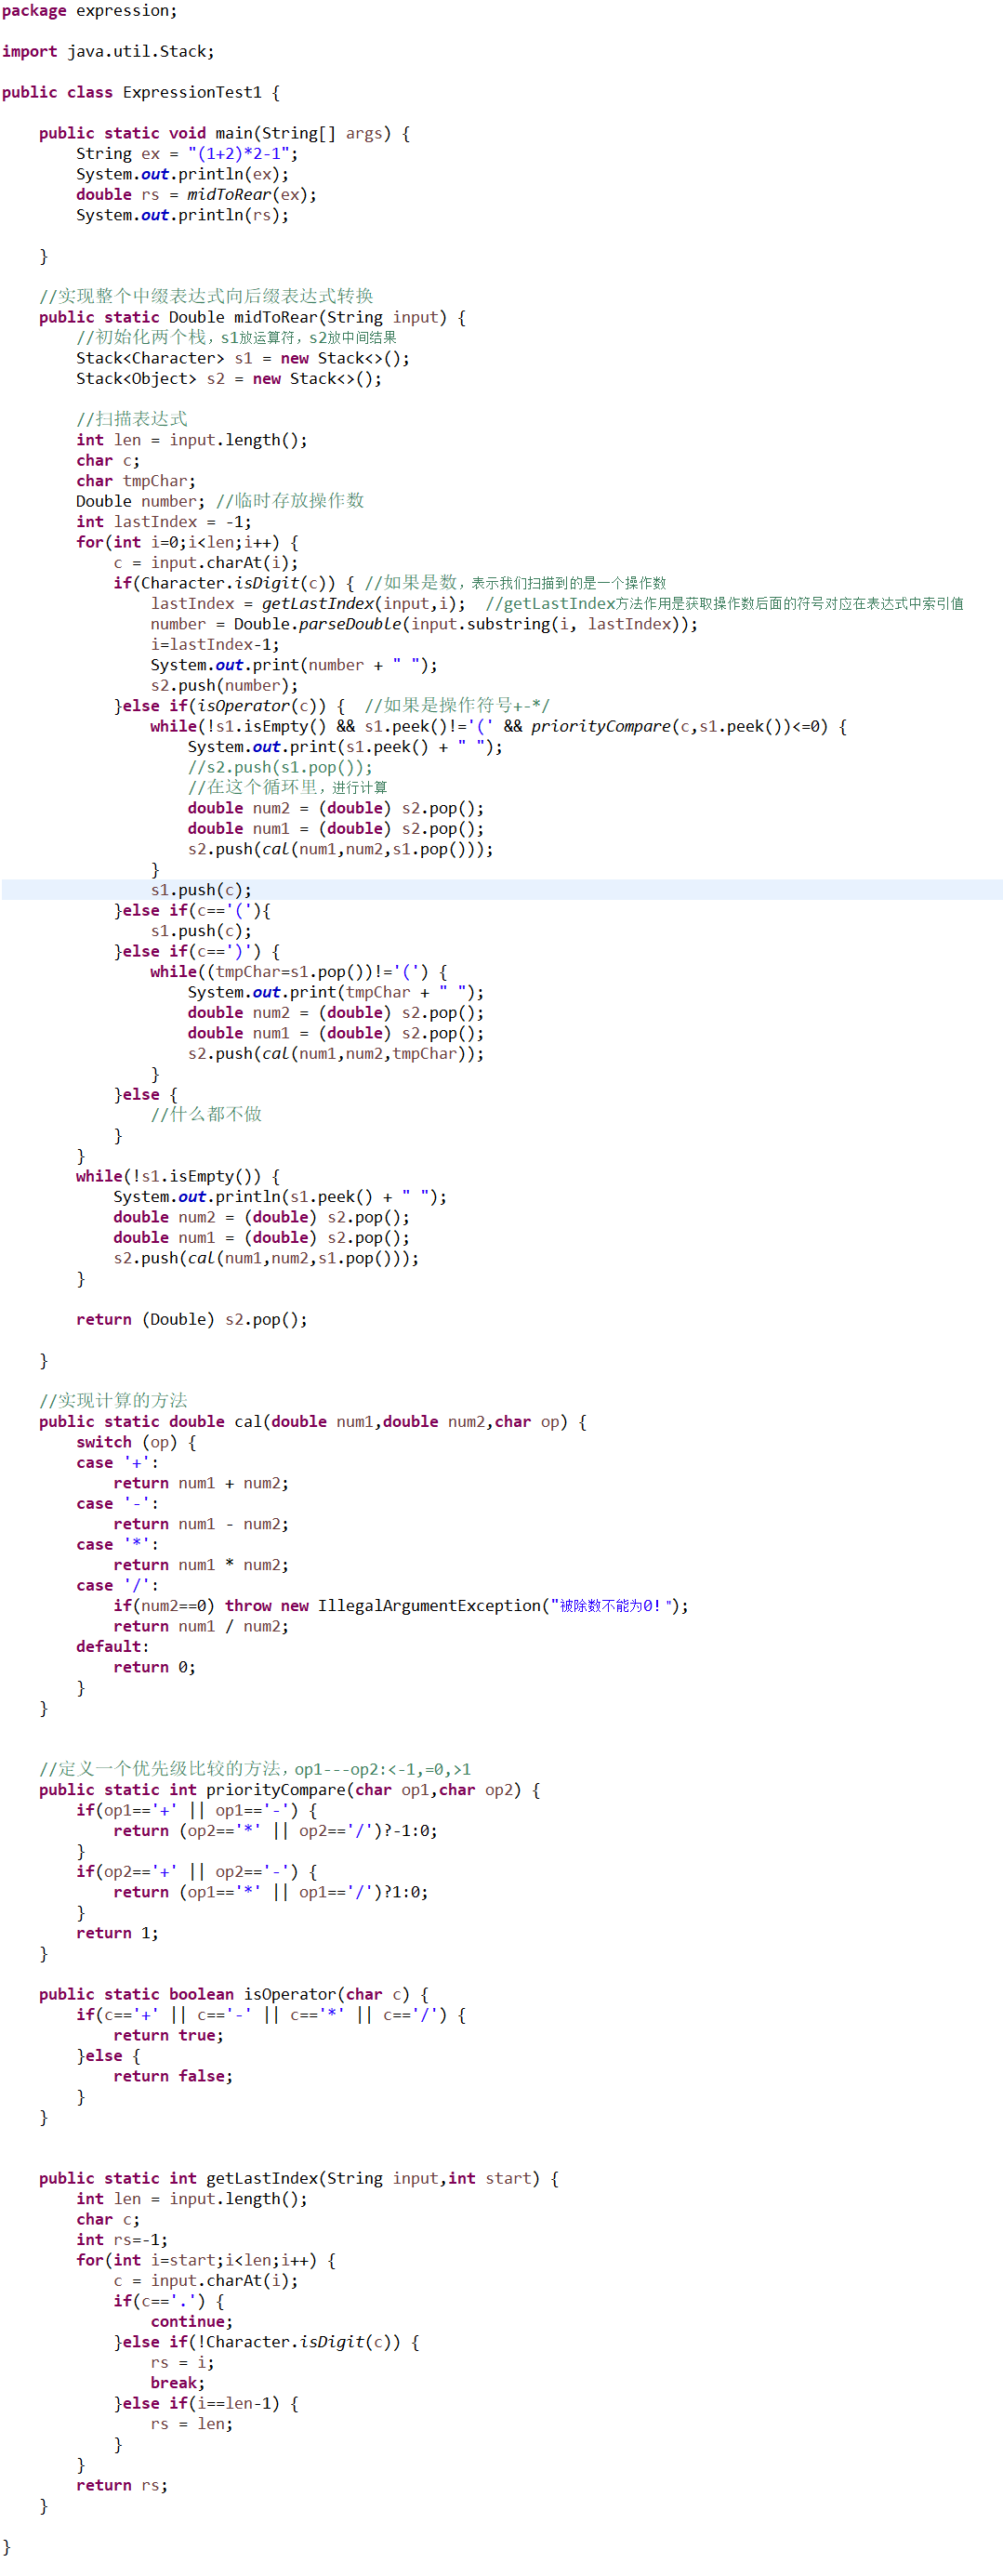 package expression;
import java.util.Stack;
public class ExpressionTest1 {
public static void main(String[] args) {
String ex = "(1+2)*2-1";
System.out.println(ex);
double rs = midToRear(ex);
System.out.println(rs);
}
//实现整个中缀表达式向后缀表达式转换
public static Double midToRear(String input) {
//初始化两个栈，s1放运算符，s2放中间结果
Stack<Character> s1 = new Stack<>();
Stack<Object> s2 = new Stack<>();
//扫描表达式
int len = input.length();
char c;
char tmpChar;
Double number; //临时存放操作数
int lastIndex = -1;
for(int i=0;i<len;i++) {
c = input.charAt(i);
if(Character.isDigit(c)) { //如果是数，表示我们扫描到的是一个操作数
lastIndex = getLastIndex(input,i);  //getLastIndex方法作用是获取操作数后面的符号对应在表达式中索引值
number = Double.parseDouble(input.substring(i, lastIndex));
i=lastIndex-1;
System.out.print(number + " ");
s2.push(number);
}else if(isOperator(c)) {  //如果是操作符号+-*/
while(!s1.isEmpty() && s1.peek()!='(' && priorityCompare(c,s1.peek())<=0) {
System.out.print(s1.peek() + " ");
//s2.push(s1.pop());
//在这个循环里，进行计算
double num2 = (double) s2.pop();
double num1 = (double) s2.pop();
s2.push(cal(num1,num2,s1.pop()));
}
s1.push(c);
}else if(c=='('){
s1.push(c);
}else if(c==')') {
while((tmpChar=s1.pop())!='(') {
System.out.print(tmpChar + " ");
double num2 = (double) s2.pop();
double num1 = (double) s2.pop();
s2.push(cal(num1,num2,tmpChar));
}
}else {
//什么都不做
}
}
while(!s1.isEmpty()) {
System.out.println(s1.peek() + " ");
double num2 = (double) s2.pop();
double num1 = (double) s2.pop();
s2.push(cal(num1,num2,s1.pop()));
}
return (Double) s2.pop();
}
//实现计算的方法
public static double cal(double num1,double num2,char op) {
switch (op) {
case '+':
return num1 + num2;
case '-':
return num1 - num2;
case '*':
return num1 * num2;
case '/':
if(num2==0) throw new IllegalArgumentException("被除数不能为0！");
return num1 / num2;
default:
return 0;
}
}
//定义一个优先级比较的方法，op1---op2:<-1,=0,>1
public static int priorityCompare(char op1,char op2) {
if(op1=='+' || op1=='-') {
return (op2=='*' || op2=='/')?-1:0;
}
if(op2=='+' || op2=='-') {
return (op1=='*' || op1=='/')?1:0;
}
return 1;
}
public static boolean isOperator(char c) {
if(c=='+' || c=='-' || c=='*' || c=='/') {
return true;
}else {
return false;
}
}
public static int getLastIndex(String input,int start) {
int len = input.length();
char c;
int rs=-1;
for(int i=start;i<len;i++) {
c = input.charAt(i);
if(c=='.') {
continue;
}else if(!Character.isDigit(c)) {
rs = i;
break;
}else if(i==len-1) {
rs = len;
}
}
return rs;
}
}